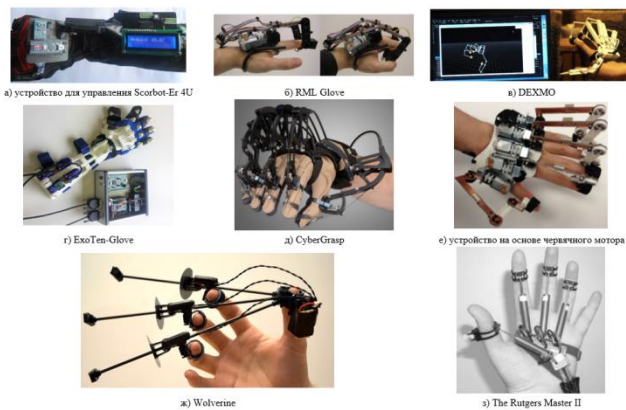 а) устройство для управления Scorbot-Er 4U
б) RML Glove
в) DEXMO
г) ExoTen-Glove
д) CyberGrasp
е) устройство на основе червячного мотора
ж) Wolverine
з) The Rutgers Master II